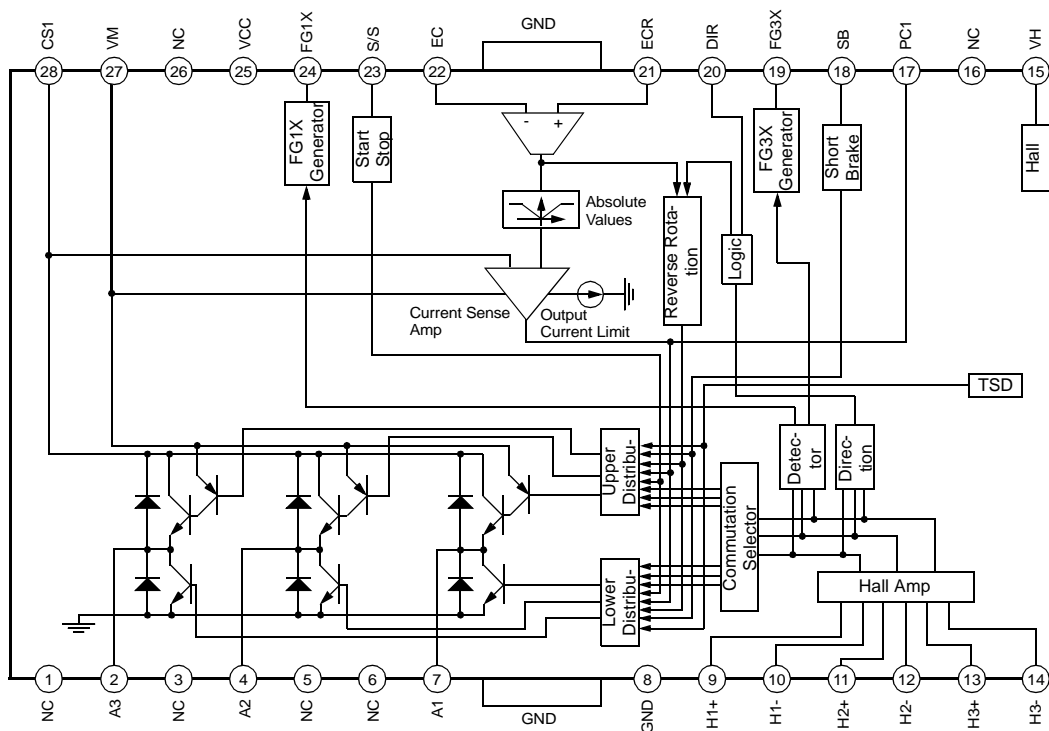 CS1
VM
NC
VCC
FG1X
S/S
EC
GND
ECR
DIR
FG3X
SB
PC1
NC
VH
28
27
26
25
24
23
22
21
20
19
18
17
16
15
FG1X
Generator
Start
Stop
-
+
FG3X
Generator
Short
Brake
Hall
Absolute
Values
Reverse Rota-
tion
Logic
Current Sense
Amp
Output
Current Limit
TSD
Upper
Distribu-
Detec-
tor
Direc-
tion
Commutation
Selector
Lower
Distribu-
Hall Amp
1
2
3
4
5
6
7
8
9
10
11
12
13
14
NC
A3
NC
A2
NC
NC
A1
GND
GND
H1+
H1-
H2+
H2-
H3+
H3-